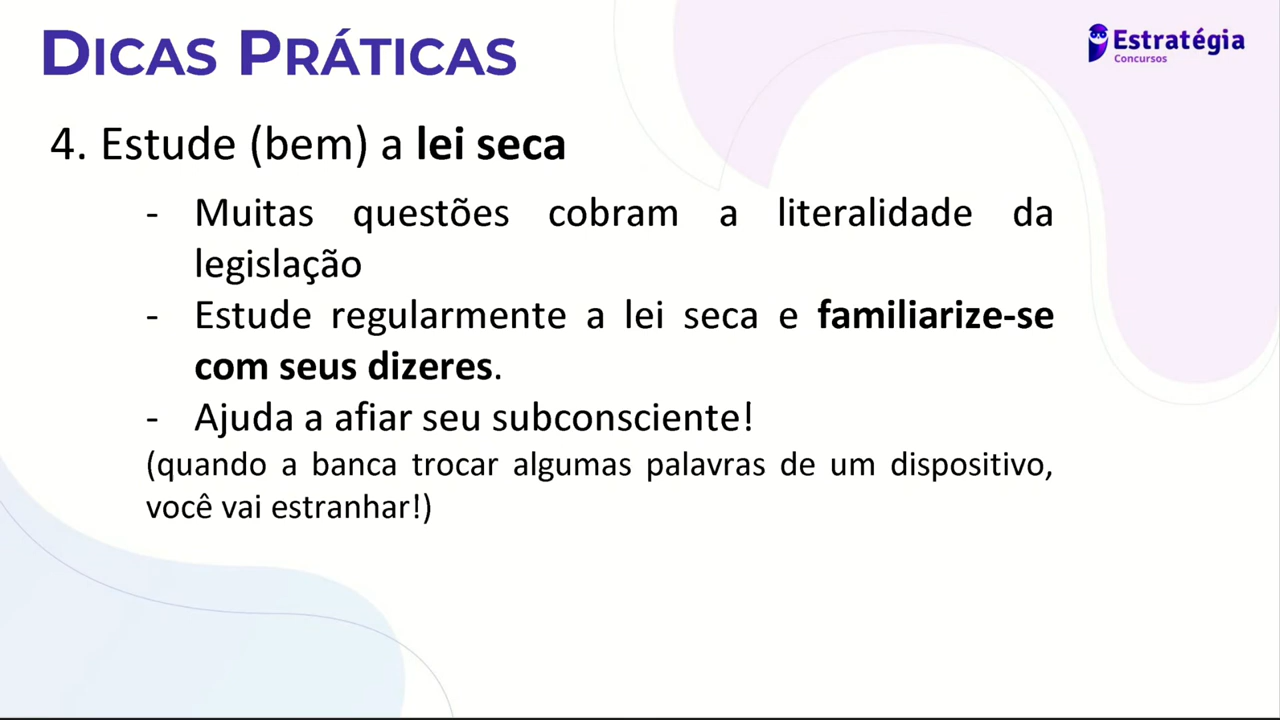 DICAS PRÁTICAS
Estratégia
Concursos
4. Estude (bem) a lei seca
- Muitas questões cobram a literalidade da
legislação
- Estude regularmente a lei seca e familiarize-se
com seus dizeres.
- Ajuda a afiar seu subconsciente!
(quando a banca trocar algumas palavras de um dispositivo,
você vai estranhar!)